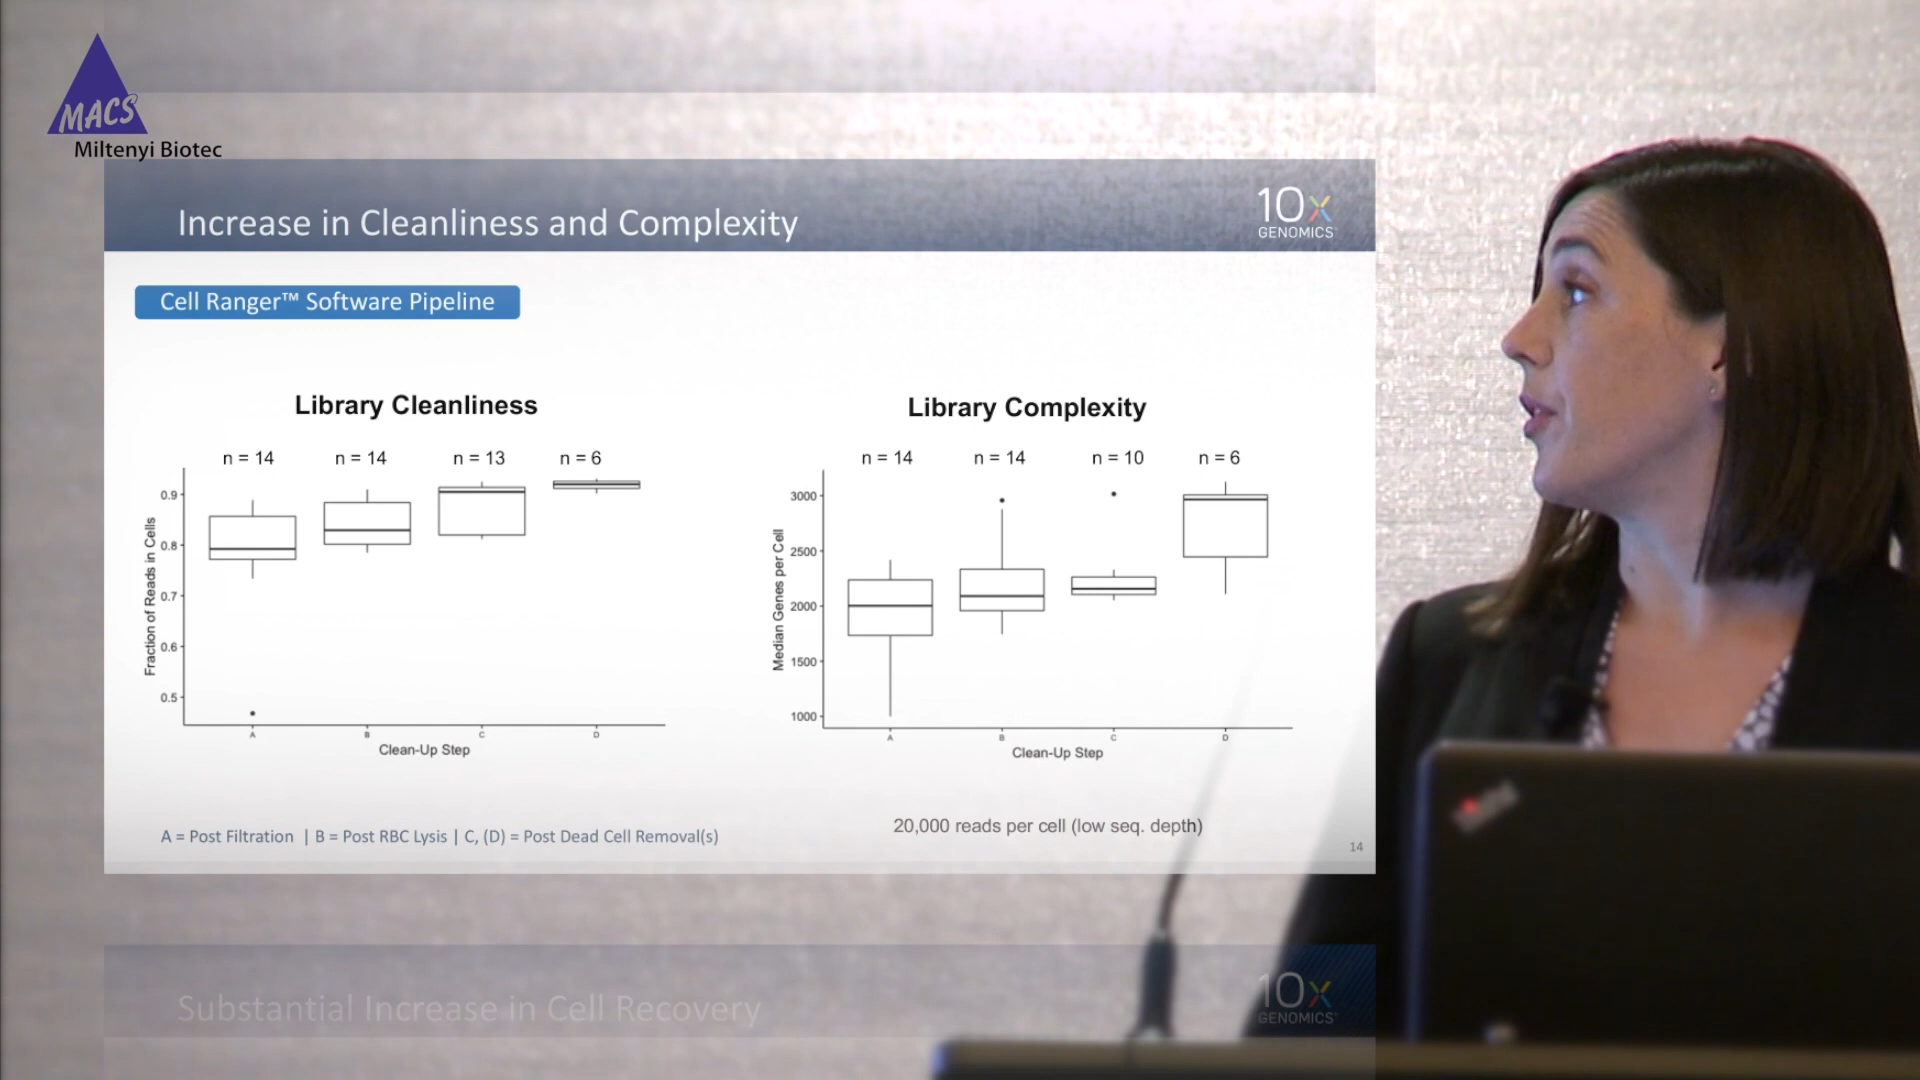 MACS
Miltenyi Biotec
Increase in Cleanliness and Complexity
10x
GENOMICS
Cell Ranger™ Software Pipeline
Library Cleanliness
n = 14
n = 14
n = 13
n = 6
Fraction of Reads in Cells
0.9
0.8
0.7
0.6
0.5
A
B
C
D
Clean-Up Step
Library Complexity
n = 14
n = 14
n = 10
n = 6
Median Genes per Cell
3000
2500
2000
1500
1000
A
B
C
D
Clean-Up Step
A = Post Filtration | B = Post RBC Lysis | C, (D) = Post Dead Cell Removal(s)
20,000 reads per cell (low seq. depth)
14
Substantial Increase in Cell Recovery
10x
GENOMICS